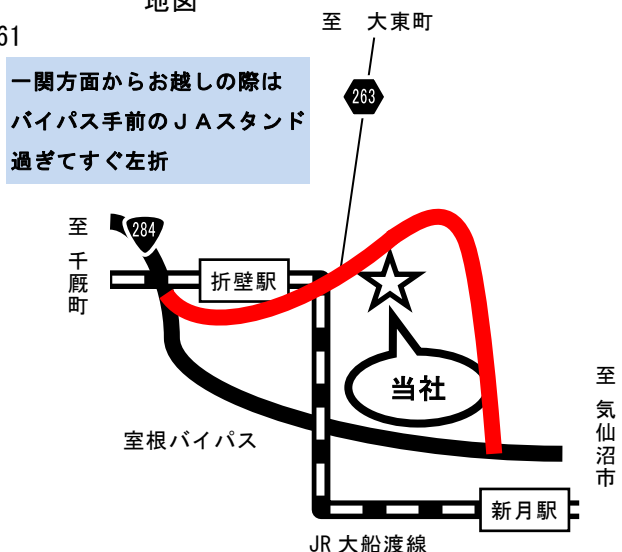 地図
61
至 大東町
一関方面からお越しの際は
バイパス手前のＪＡスタンド
過ぎてすぐ左折
263
至 千厩町
284
折壁駅
当社
至 気仙沼市
室根バイパス
新月駅
JR大船渡線